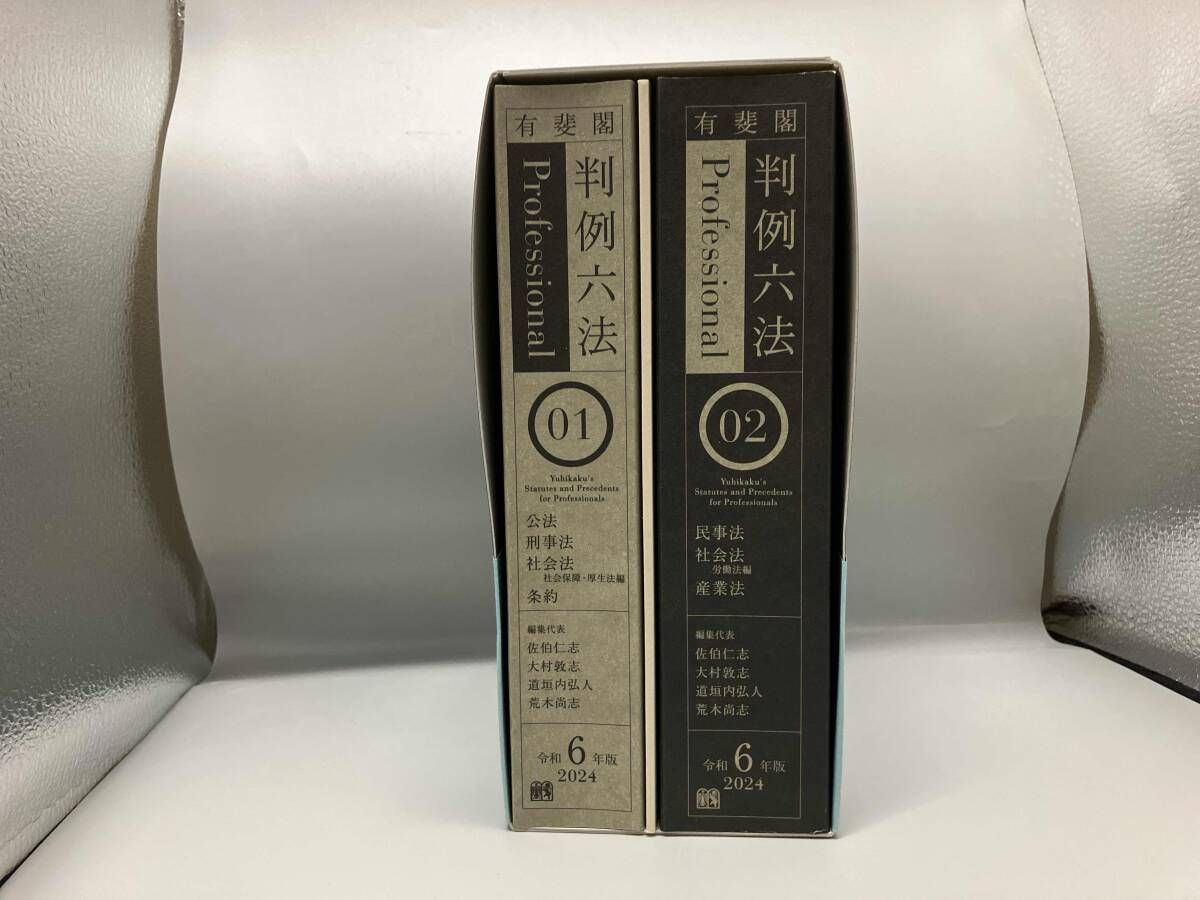 有斐閣
判例六法
Professional
01
Yuhikaku's
Statutes and Precedents
for Professionals
公法
刑事法
社会法
社会保障・厚生法編
条約
編集代表
佐伯仁志
大村敦志
道垣内弘人
荒木尚志
令和6年版
2024
有斐閣
判例六法
Professional
02
Yuhikaku's
Statutes and Precedents
for Professionals
民事法
社会法
労働法編
産業法
編集代表
佐伯仁志
大村敦志
道垣内弘人
荒木尚志
令和6年版
2024